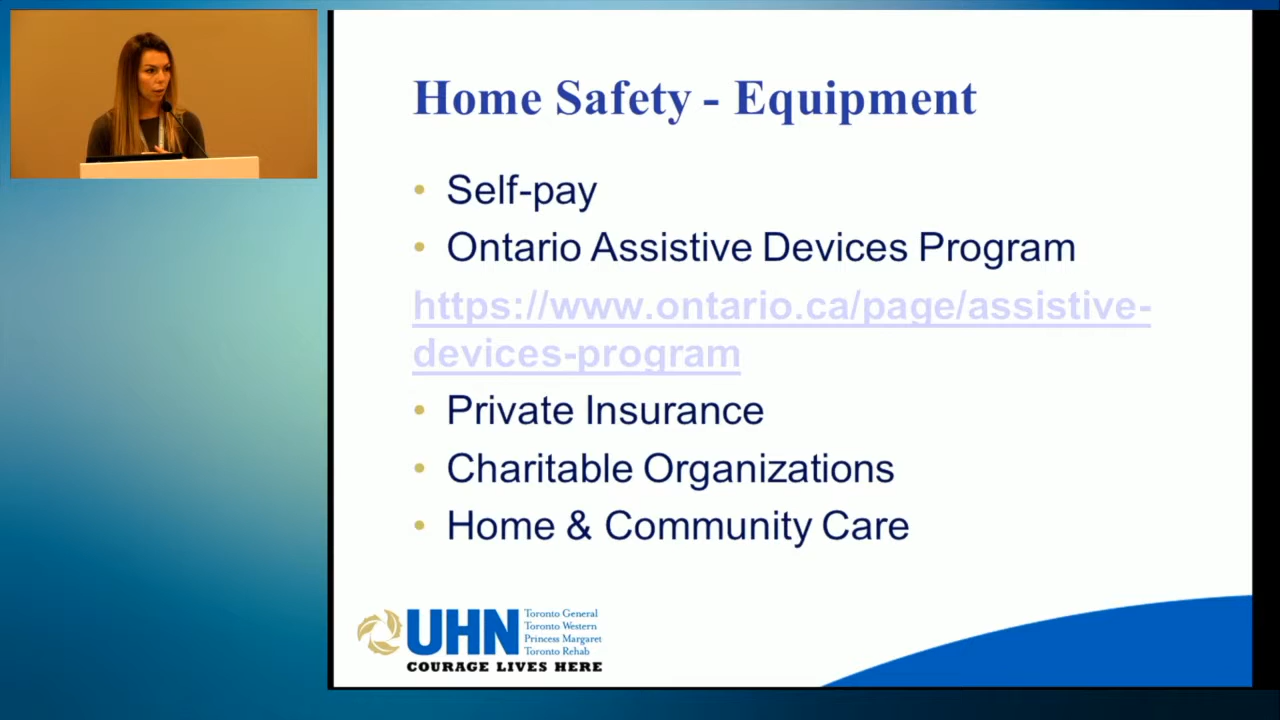 Home Safety - Equipment
• Self-pay
• Ontario Assistive Devices Program
https://www.ontario.ca/page/assistive-
devices-program
• Private Insurance
• Charitable Organizations
• Home & Community Care
UHN
Toronto General
Toronto Western
Princess Margaret
Toronto Rehab
COURAGE LIVES HERE